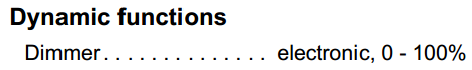 Dynamic functions
Dimmer . . . . . . . . . . . . . . electronic, 0 - 100%